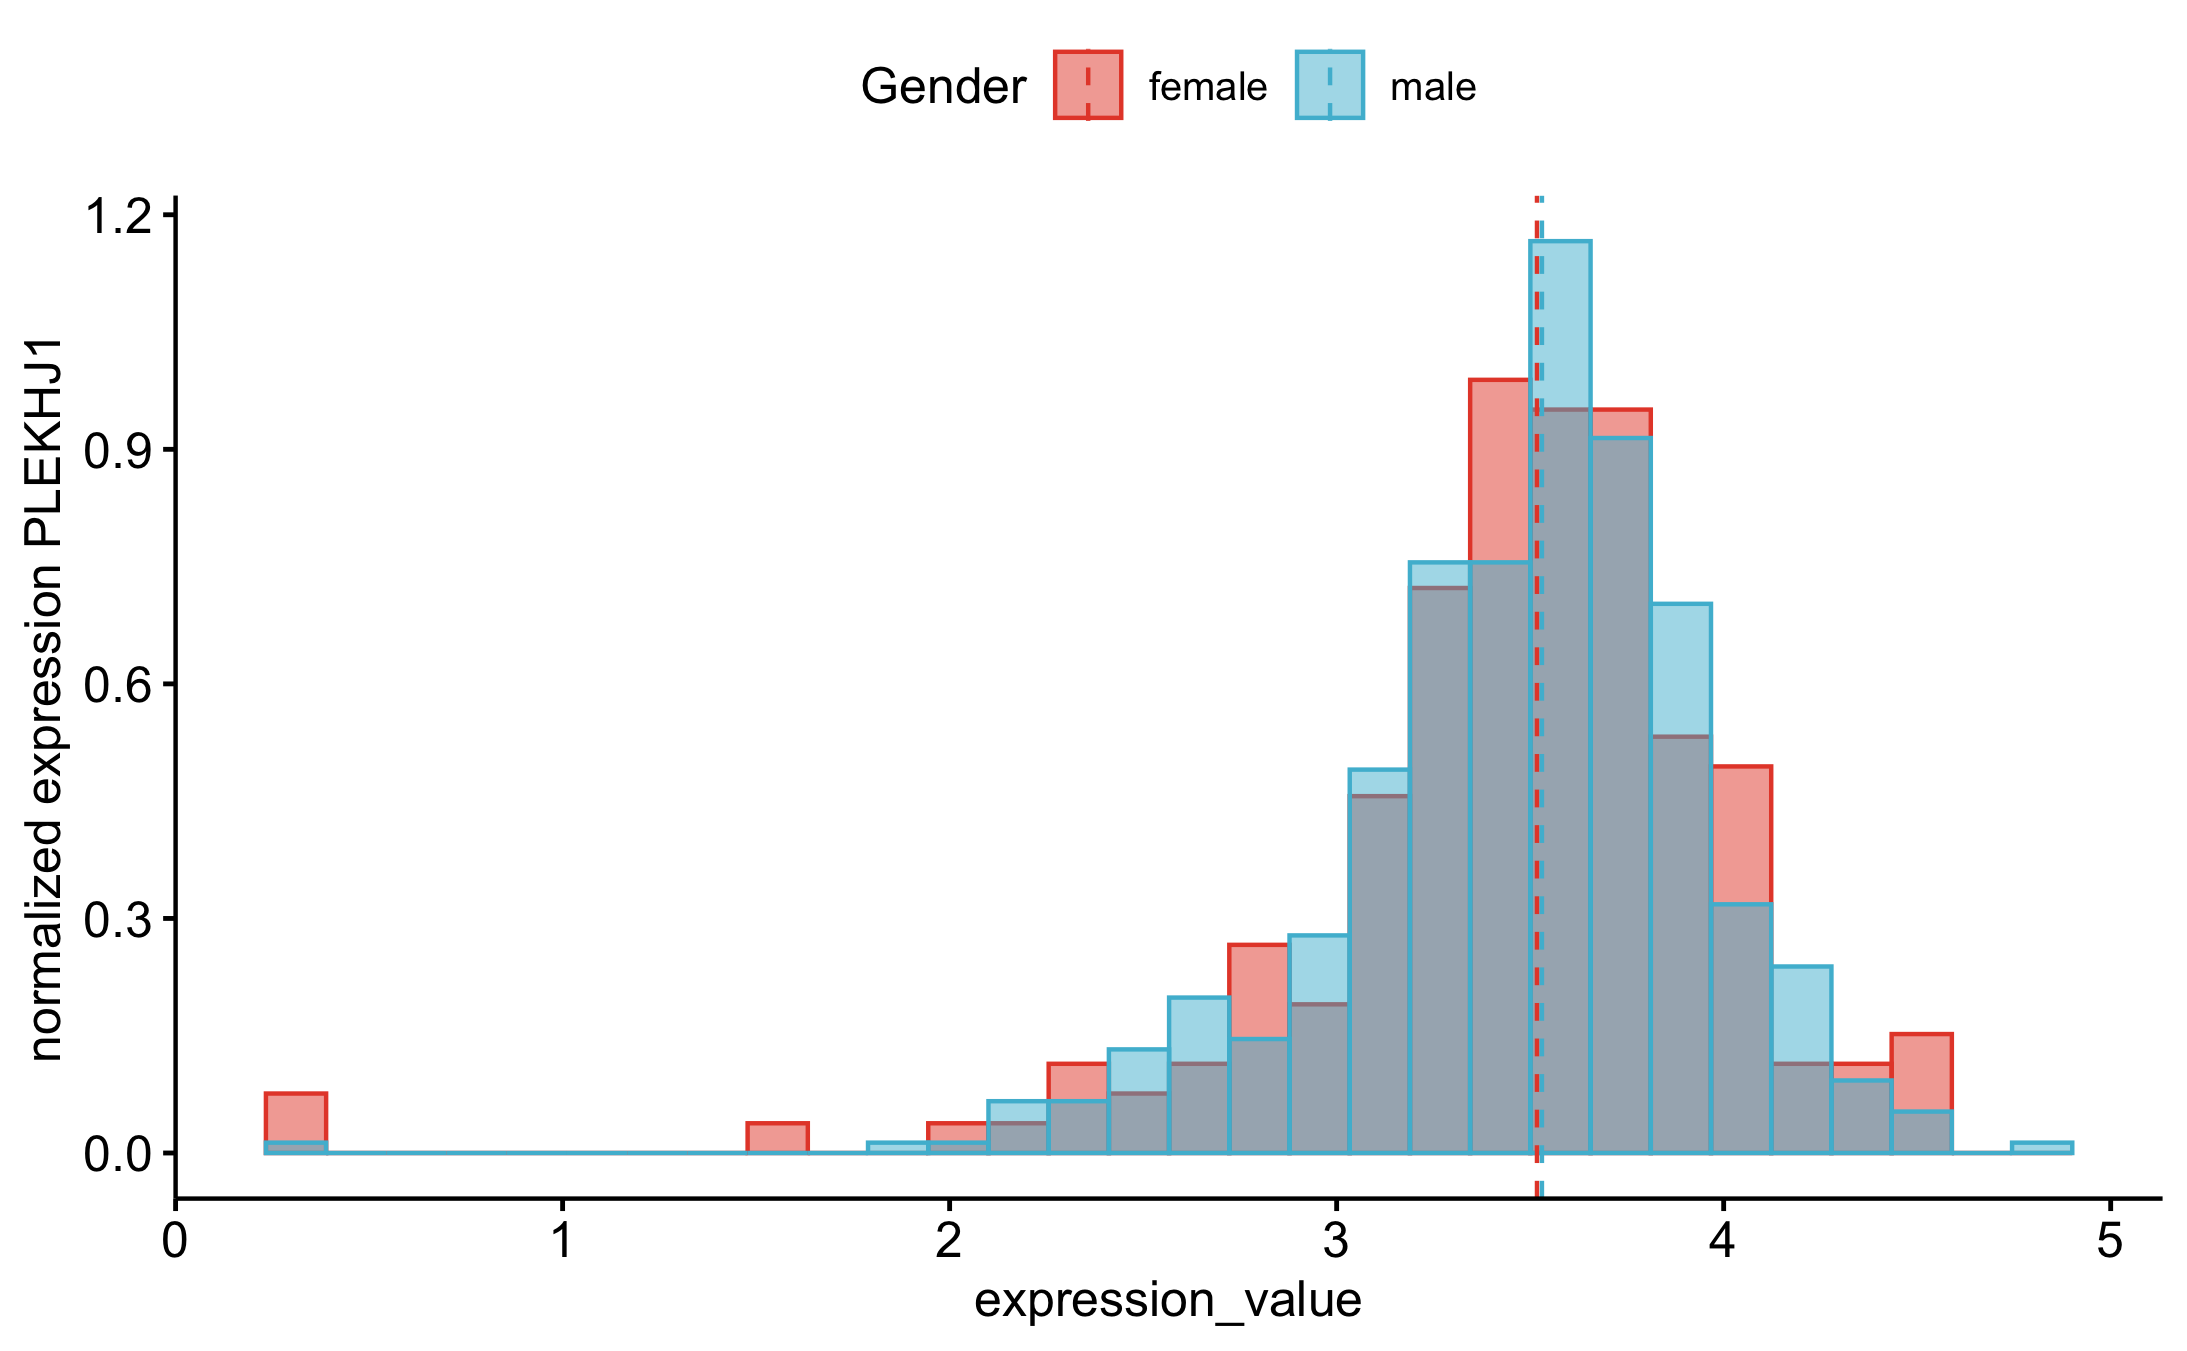 Gender female male
normalized expression PLEKHJ1
1.2
0.9
0.6
0.3
0.0
0 1 2 3 4 5
expression_value